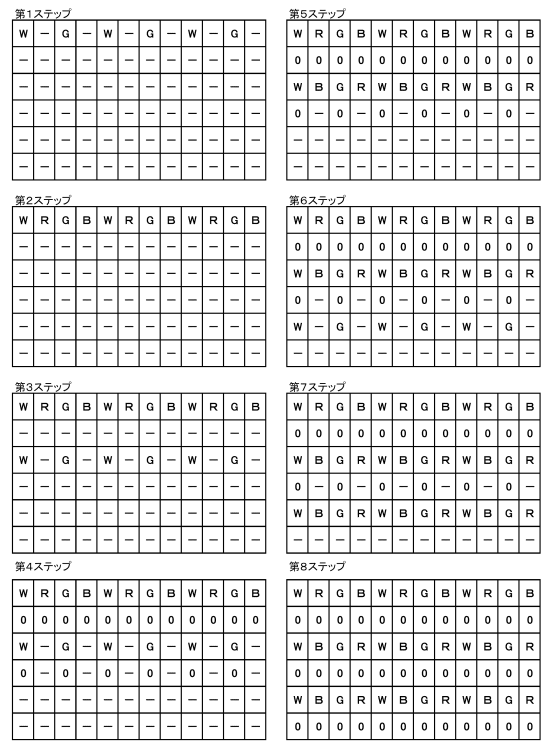 第1ステップ
W － G － W － G － W － G －
－ － － － － － － － － － － －
－ － － － － － － － － － － －
－ － － － － － － － － － － －
－ － － － － － － － － － － －
－ － － － － － － － － － － －
第2ステップ
W R G B W R G B W R G B
－ － － － － － － － － － － －
－ － － － － － － － － － － －
－ － － － － － － － － － － －
－ － － － － － － － － － － －
－ － － － － － － － － － － －
第3ステップ
W R G B W R G B W R G B
－ － － － － － － － － － － －
W － G － W － G － W － G －
－ － － － － － － － － － － －
－ － － － － － － － － － － －
－ － － － － － － － － － － －
第4ステップ
W R G B W R G B W R G B
0 0 0 0 0 0 0 0 0 0 0 0
W － G － W － G － W － G －
0 － 0 － 0 － 0 － 0 － 0 －
－ － － － － － － － － － － －
－ － － － － － － － － － － －
第5ステップ
W R G B W R G B W R G B
0 0 0 0 0 0 0 0 0 0 0 0
W B G R W B G R W B G R
0 － 0 － 0 － 0 － 0 － 0 －
－ － － － － － － － － － － －
－ － － － － － － － － － － －
第6ステップ
W R G B W R G B W R G B
0 0 0 0 0 0 0 0 0 0 0 0
W B G R W B G R W B G R
0 － 0 － 0 － 0 － 0 － 0 －
W － G － W － G － W － G －
－ － － － － － － － － － － －
第7ステップ
W R G B W R G B W R G B
0 0 0 0 0 0 0 0 0 0 0 0
W B G R W B G R W B G R
0 － 0 － 0 － 0 － 0 － 0 －
W B G R W B G R W B G R
－ － － － － － － － － － － －
第8ステップ
W R G B W R G B W R G B
0 0 0 0 0 0 0 0 0 0 0 0
W B G R W B G R W B G R
0 0 0 0 0 0 0 0 0 0 0 0
W B G R W B G R W B G R
0 0 0 0 0 0 0 0 0 0 0 0